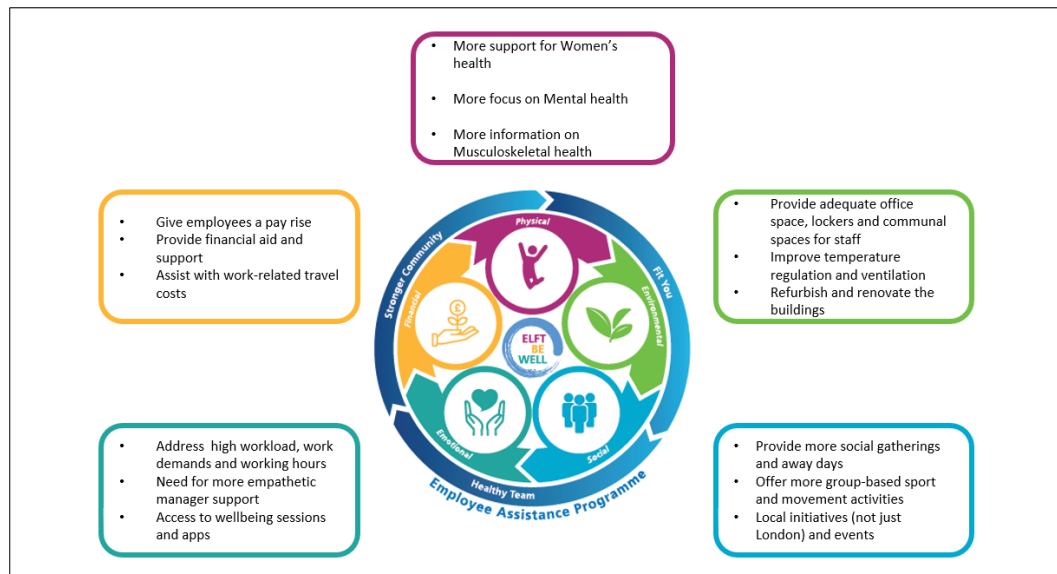 • More support for Women's
health
• More focus on Mental health
• More information on
Musculoskeletal health
• Give employees a pay rise
• Provide financial aid and
support
• Assist with work-related travel
costs
• Provide adequate office
space, lockers and communal
spaces for staff
• Improve temperature
regulation and ventilation
• Refurbish and renovate the
buildings
Stronger Community
Fit You
Physical
Financial
Environmental
£
ELFT
BE
WELL
Emotional
Social
Healthy Team
Employee Assistance Programme
• Address high workload, work
demands and working hours
• Need for more empathetic
manager support
• Access to wellbeing sessions
and apps
• Provide more social gatherings
and away days
• Offer more group-based sport
and movement activities
• Local initiatives (not just
London) and events